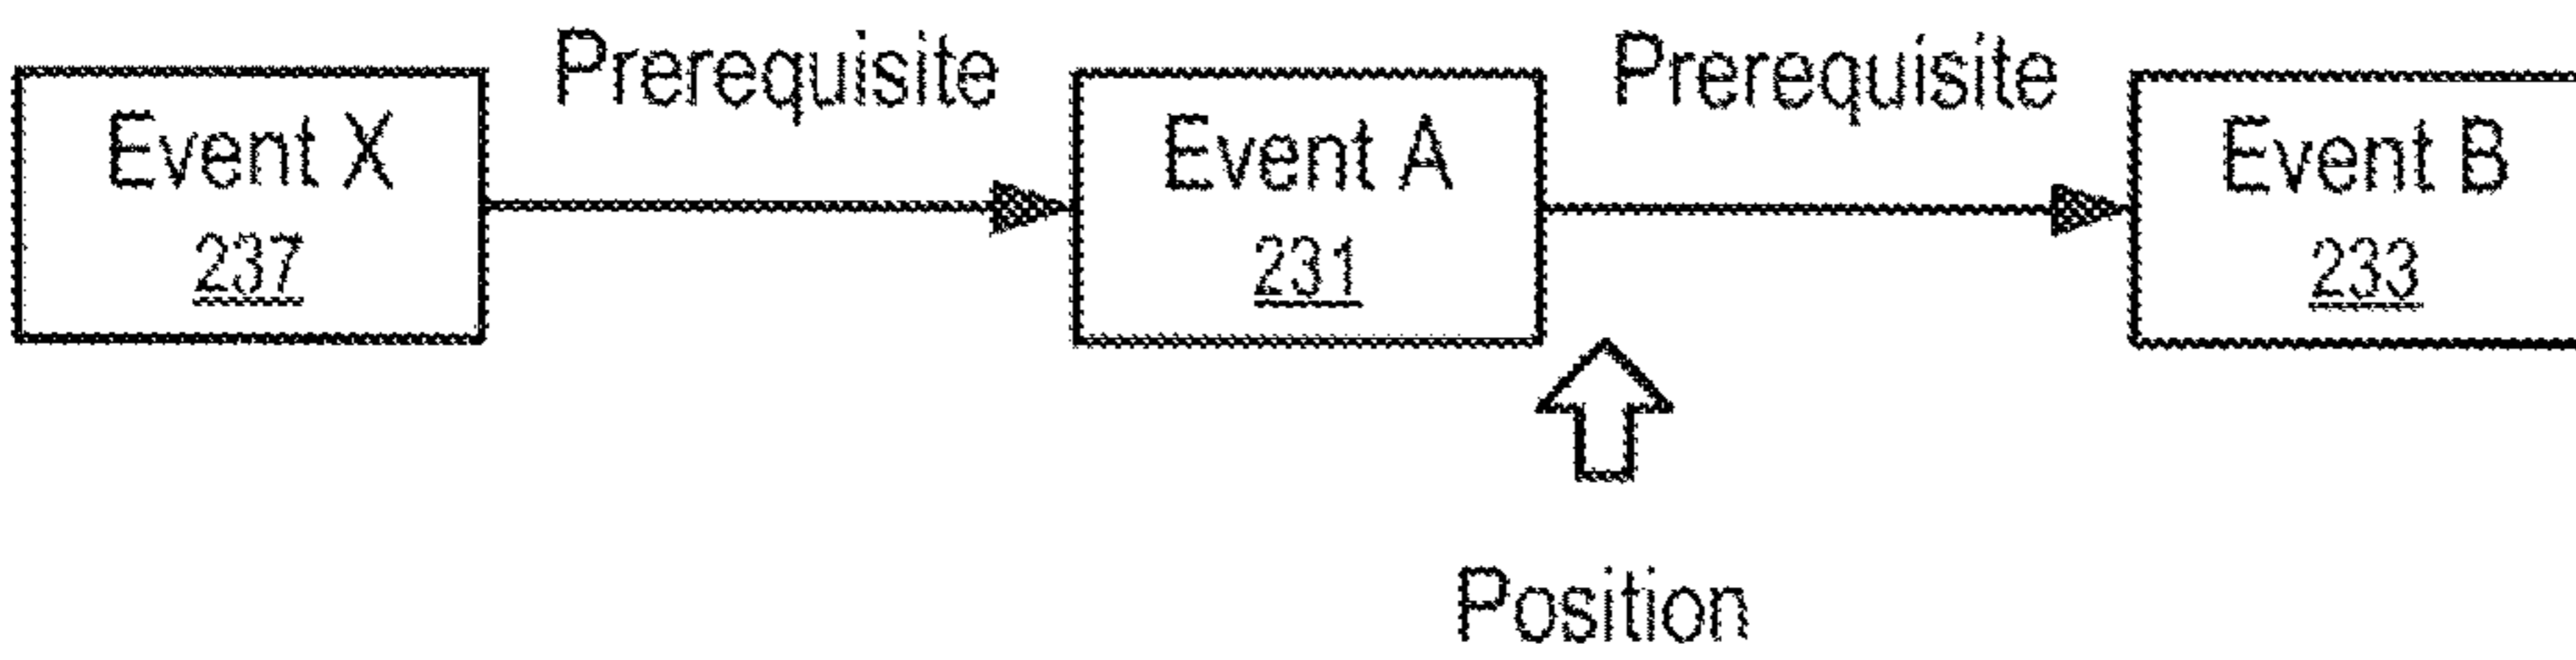 Prerequisite Prerequisite
Event X Event A Event B
237 231 233
Position